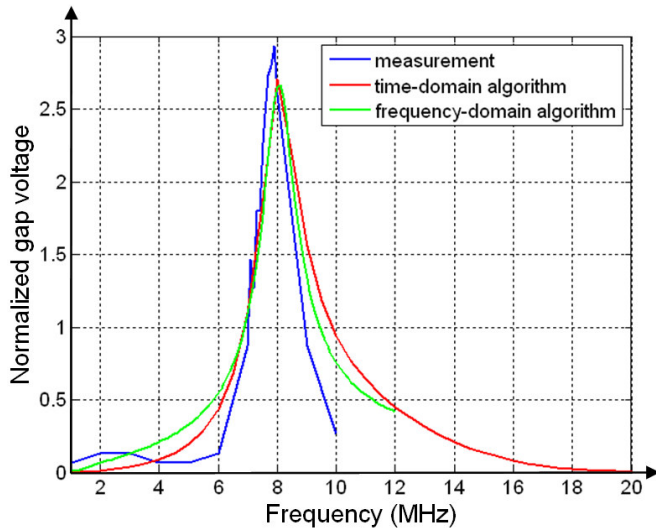 3
measurement
time-domain algorithm
frequency-domain algorithm
2.5
2
1.5
1
0.5
0
Normalized gap voltage
2 4 6 8 10 12 14 16 18 20
Frequency (MHz)